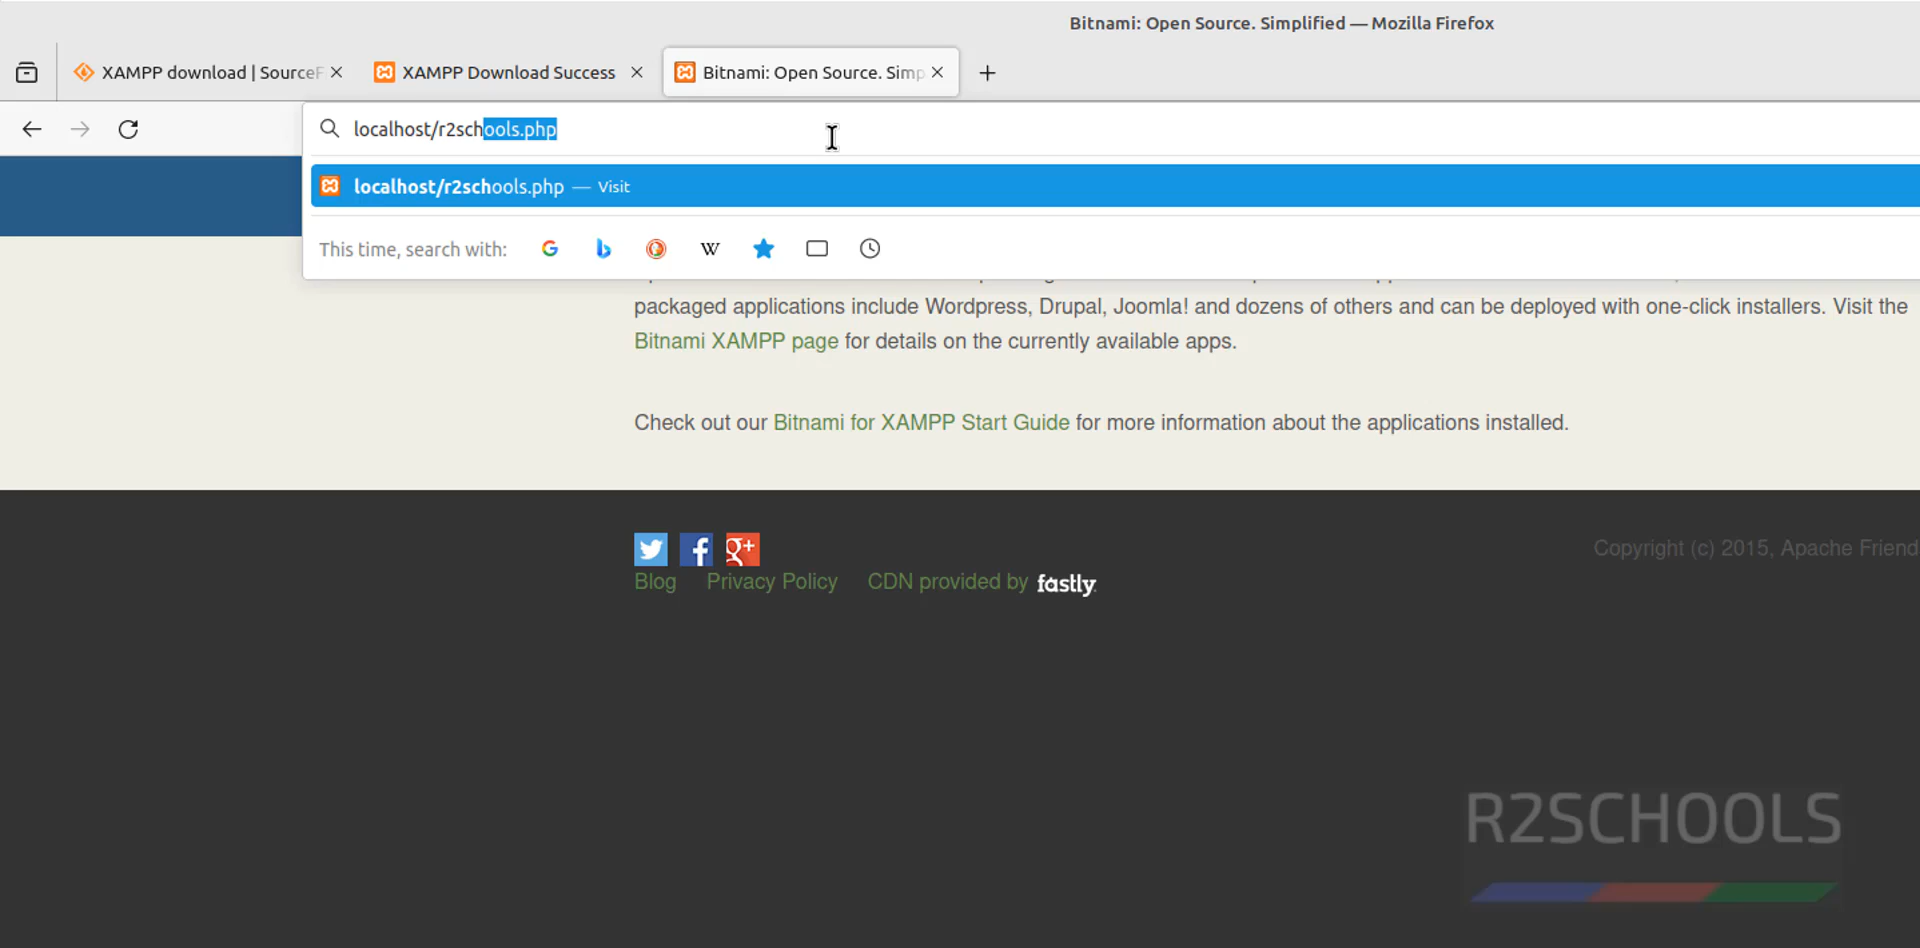 Bitnami: Open Source. Simplified — Mozilla Firefox
XAMPP download | SourceF
XAMPP Download Success
Bitnami: Open Source. Simp
localhost/r2schools.php
localhost/r2schools.php — Visit
This time, search with:
packaged applications include Wordpress, Drupal, Joomla! and dozens of others and can be deployed with one-click installers. Visit the
Bitnami XAMPP page for details on the currently available apps.
Check out our Bitnami for XAMPP Start Guide for more information about the applications installed.
Copyright (c) 2015, Apache Friend
Blog Privacy Policy CDN provided by fastly
R2SCHOOLS